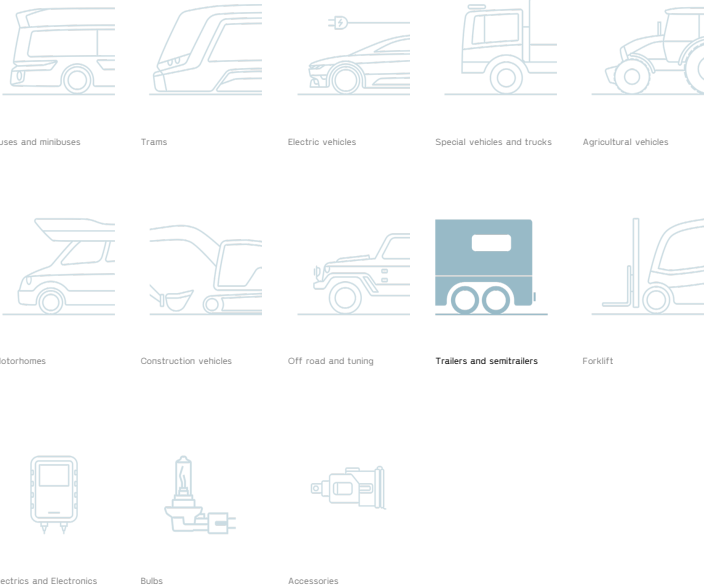 uses and minibuses
Trams
Electric vehicles
Special vehicles and trucks
Agricultural vehicles
otorhomes
Construction vehicles
Off road and tuning
Trailers and semitrailers
Forklift
ectrics and Electronics
Bulbs
Accessories